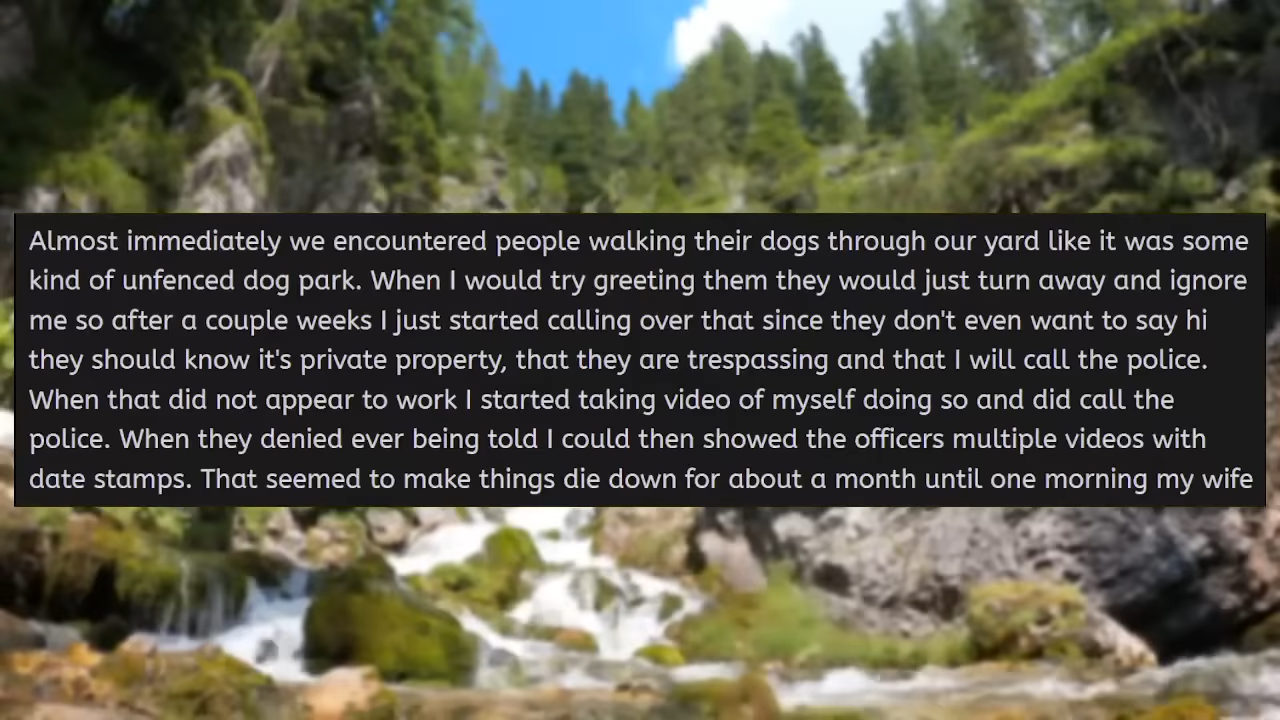 Almost immediately we encountered people walking their dogs through our yard like it was some
kind of unfenced dog park. When I would try greeting them they would just turn away and ignore
me so after a couple weeks I just started calling over that since they don't even want to say hi
they should know it's private property, that they are trespassing and that I will call the police.
When that did not appear to work I started taking video of myself doing so and did call the
police. When they denied ever being told I could then showed the officers multiple videos with
date stamps. That seemed to make things die down for about a month until one morning my wife